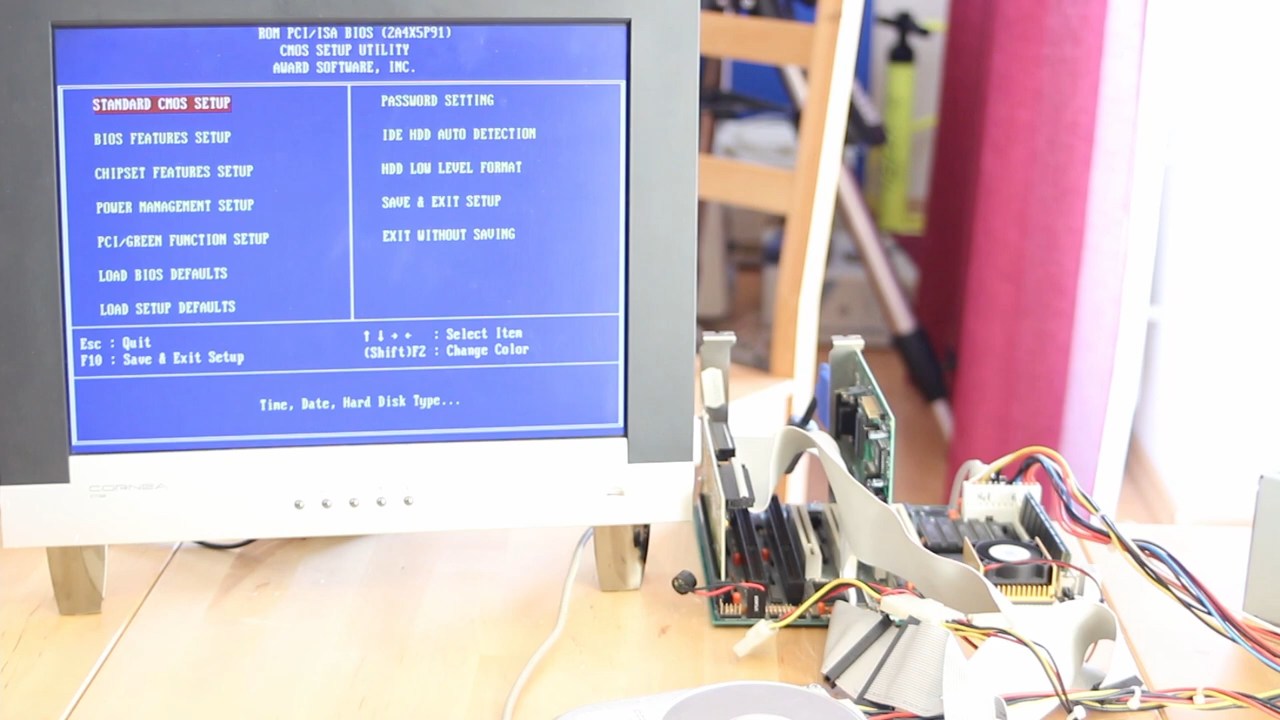 ROM PCI/ISA BIOS (2A4X5P91)
CMOS SETUP UTILITY
AWARD SOFTWARE, INC.
STANDARD CMOS SETUP
BIOS FEATURES SETUP
CHIPSET FEATURES SETUP
POWER MANAGEMENT SETUP
PCI/GREEN FUNCTION SETUP
LOAD BIOS DEFAULTS
LOAD SETUP DEFAULTS
PASSWORD SETTING
IDE HDD AUTO DETECTION
HDD LOW LEVEL FORMAT
SAVE & EXIT SETUP
EXIT WITHOUT SAVING
Esc : Quit
F10 : Save & Exit Setup
↑ ↓ → ← : Select Item
(Shift)F2 : Change Color
Time, Date, Hard Disk Type...
CORNEA